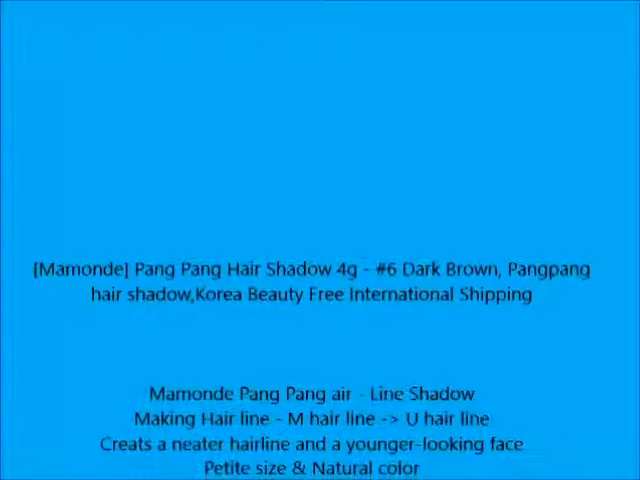 [Mamonde] Pang Pang Hair Shadow 4g - #6 Dark Brown, Pangpang
hair shadow,Korea Beauty Free International Shipping
Mamonde Pang Pang air - Line Shadow
Making Hair line - M hair line -> U hair line
Creats a neater hairline and a younger-looking face
Petite size & Natural color